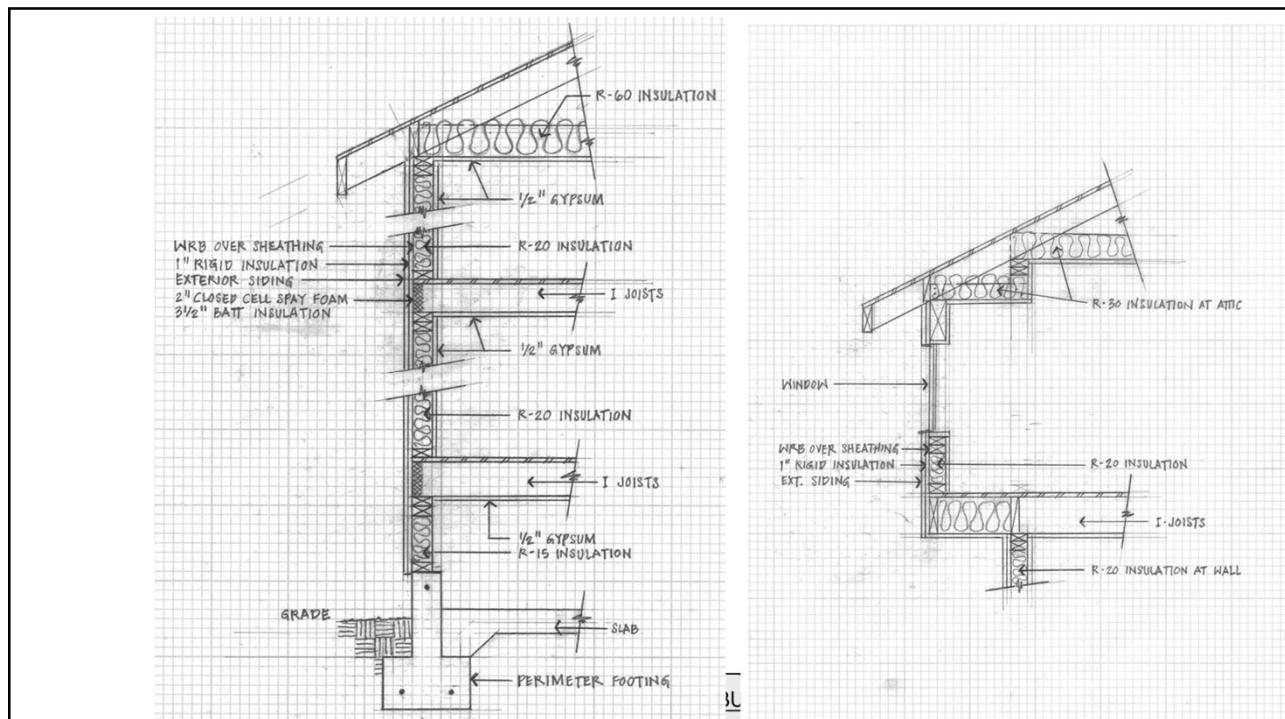 R-60 INSULATION
1/2" GYPSUM
WRB OVER SHEATHING
1" RIGID INSULATION
EXTERIOR SIDING
2" CLOSED CELL SPAY FOAM
3 1/2" BATT INSULATION
R-20 INSULATION
I JOISTS
1/2" GYPSUM
R-20 INSULATION
I JOISTS
1/2" GYPSUM
R-15 INSULATION
GRADE
SLAB
PERIMETER FOOTING
R-30 INSULATION AT ATTIC
WINDOW
WRB OVER SHEATHING
1" RIGID INSULATION
EXT. SIDING
R-20 INSULATION
I-JOISTS
R-20 INSULATION AT WALL